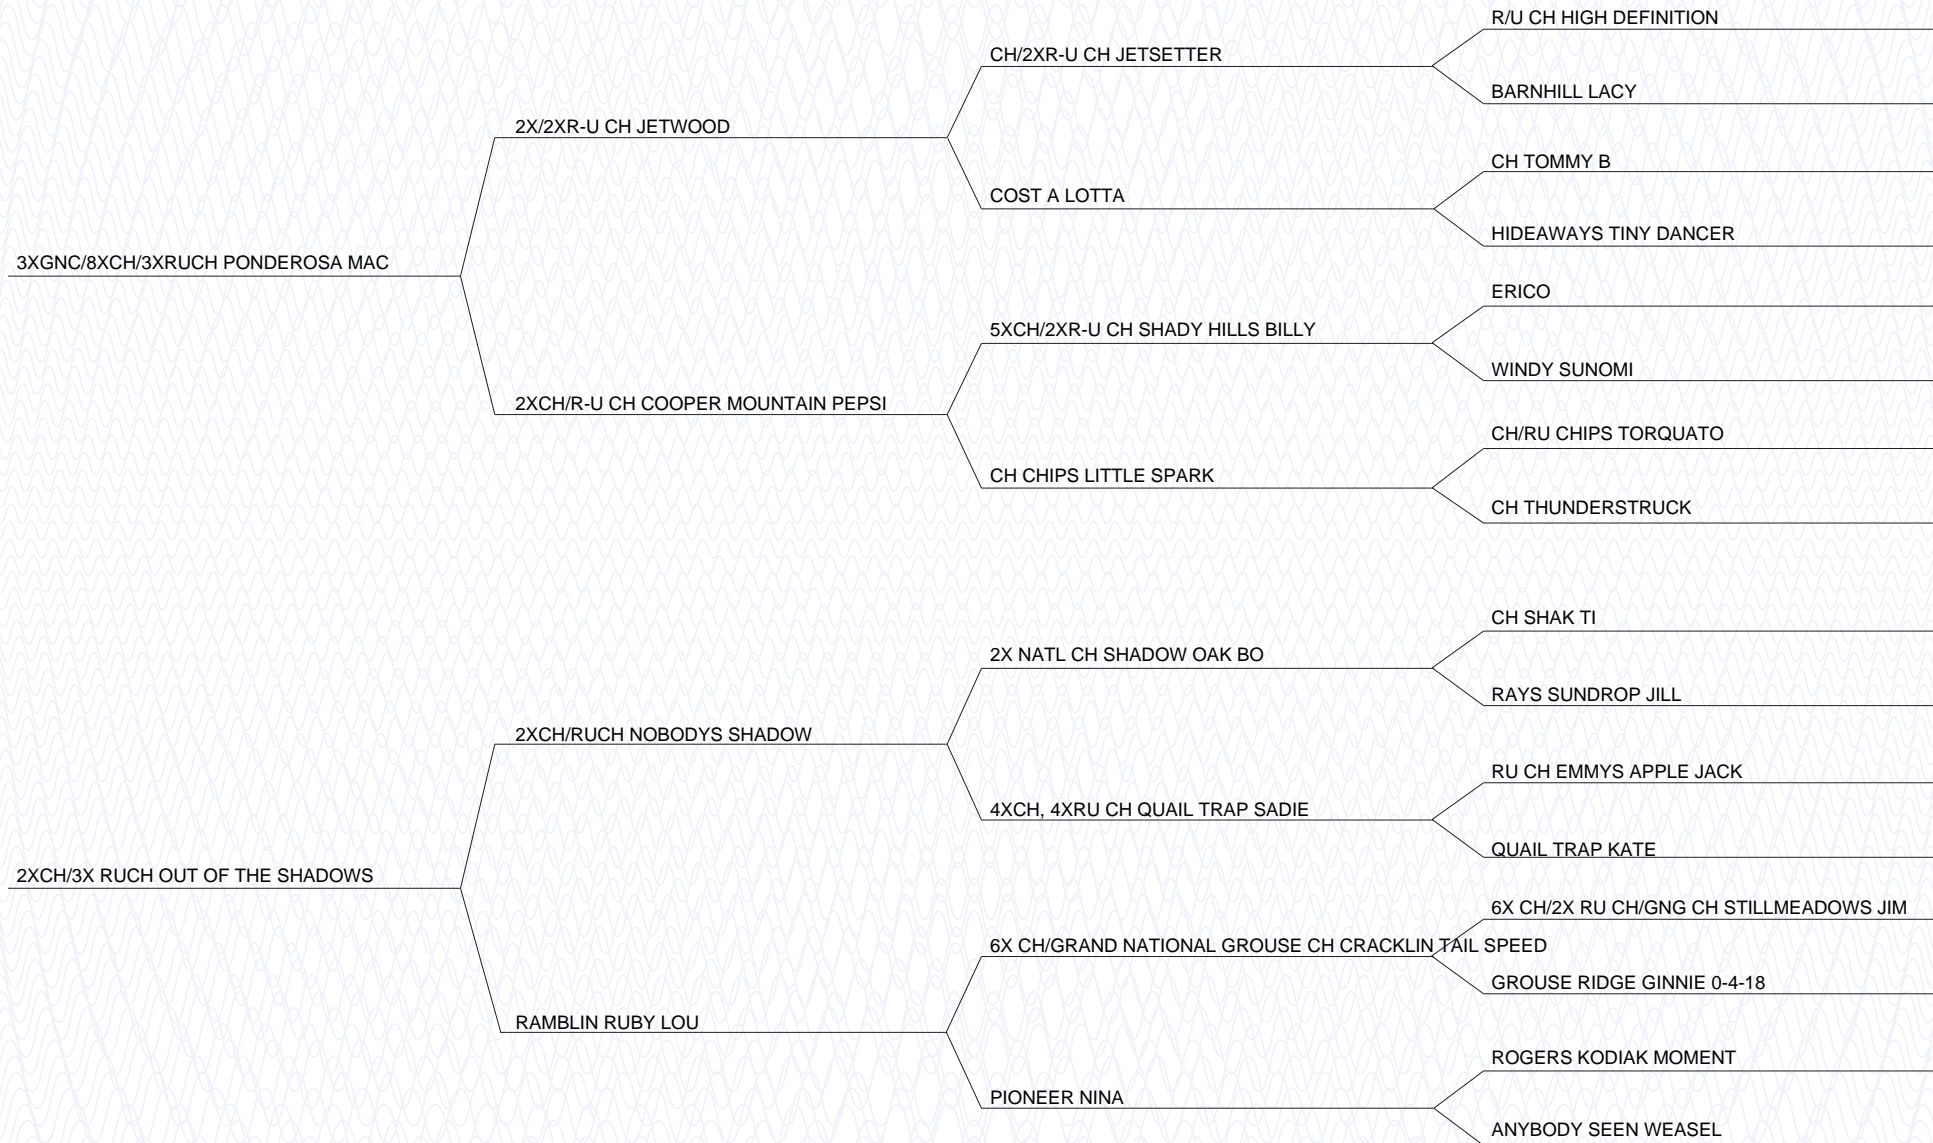 R/U CH HIGH DEFINITION
CH/2XR-U CH JETSETTER
BARNHILL LACY
2X/2XR-U CH JETWOOD
CH TOMMY B
COST A LOTTA
HIDEAWAYS TINY DANCER
3XGNC/8XCH/3XRUCH PONDEROSA MAC
ERICO
5XCH/2XR-U CH SHADY HILLS BILLY
WINDY SUNOMI
2XCH/R-U CH COOPER MOUNTAIN PEPSI
CH/RU CHIPS TORQUATO
CH CHIPS LITTLE SPARK
CH THUNDERSTRUCK
CH SHAK TI
2X NATL CH SHADOW OAK BO
RAYS SUNDROP JILL
2XCH/RUCH NOBODYS SHADOW
RU CH EMMYS APPLE JACK
4XCH, 4XRU CH QUAIL TRAP SADIE
QUAIL TRAP KATE
2XCH/3X RUCH OUT OF THE SHADOWS
6X CH/2X RU CH/GNG CH STILLMEADOWS JIM
6X CH/GRAND NATIONAL GROUSE CH CRACKLIN TAIL SPEED
GROUSE RIDGE GINNIE 0-4-18
RAMBLIN RUBY LOU
ROGERS KODIAK MOMENT
PIONEER NINA
ANYBODY SEEN WEASEL